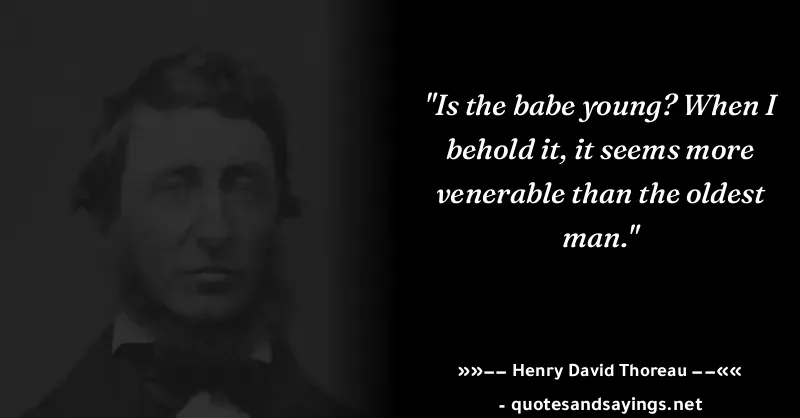 "Is the babe young? When I
behold it, it seems more
venerable than the oldest
man."
»»–– Henry David Thoreau ––««
- quotesandsayings.net